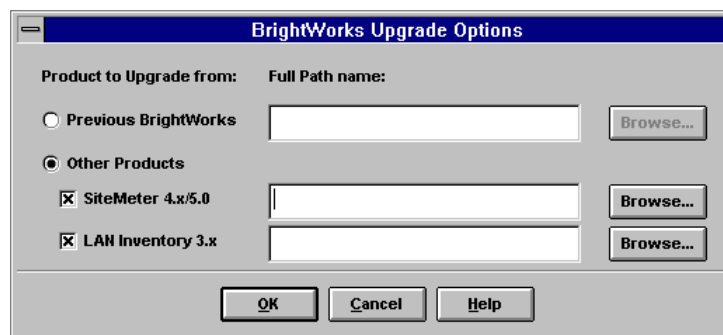 BrightWorks Upgrade Options
Product to Upgrade from: Full Path name:
Previous BrightWorks Browse...
Other Products
SiteMeter 4.x/5.0 Browse...
LAN Inventory 3.x Browse...
OK Cancel Help